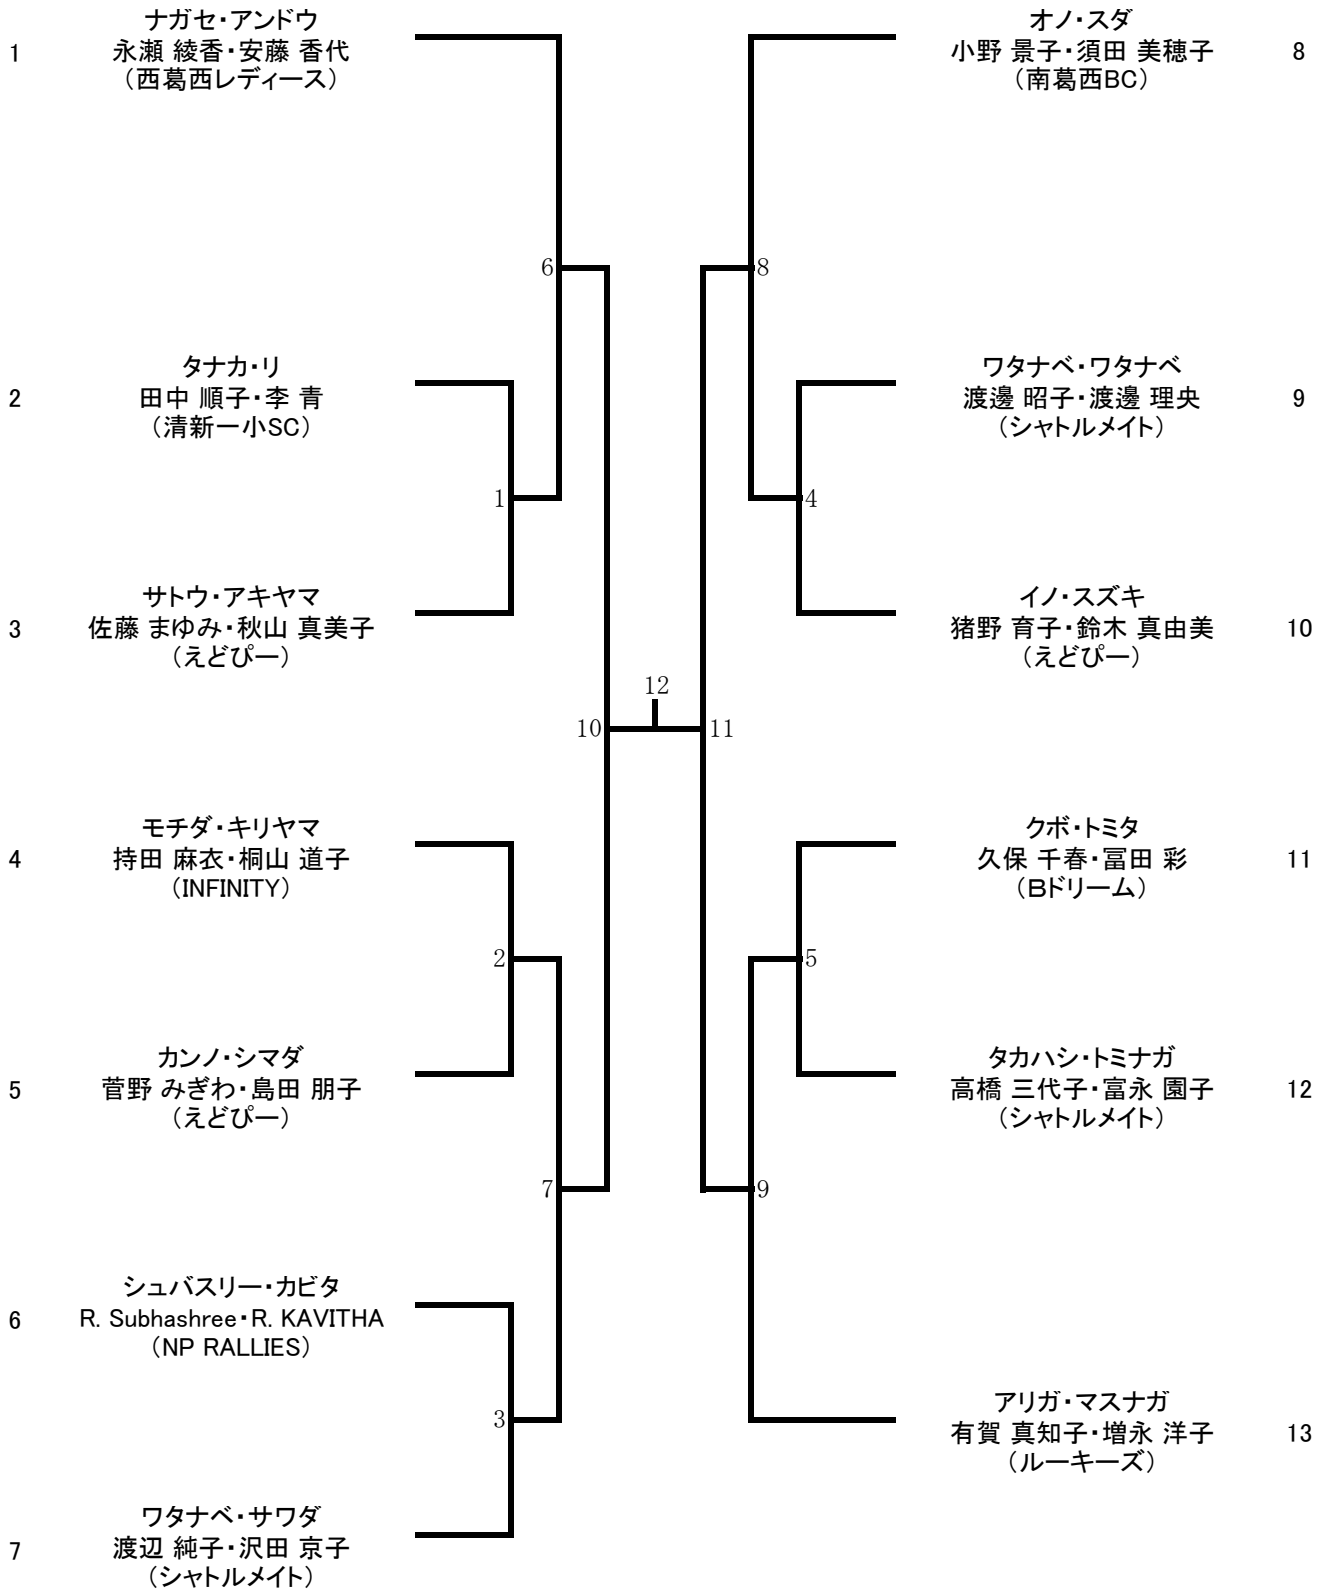 1
ナガセ・アンドウ
永瀬 綾香・安藤 香代
（西葛西レディース）
2
タナカ・リ
田中 順子・李 青
（清新一小SC）
3
サトウ・アキヤマ
佐藤 まゆみ・秋山 真美子
（えどぴー）
4
モチダ・キリヤマ
持田 麻衣・桐山 道子
（INFINITY）
5
カンノ・シマダ
菅野 みぎわ・島田 朋子
（えどぴー）
6
シュバスリー・カビタ
R. Subhashree・R. KAVITHA
（NP RALLIES）
7
ワタナベ・サワダ
渡辺 純子・沢田 京子
（シャトルメイト）
6
1
10
2
7
3
12
8
4
11
5
9
オノ・スダ
小野 景子・須田 美穂子
（南葛西BC）
8
ワタナベ・ワタナベ
渡邊 昭子・渡邊 理央
（シャトルメイト）
9
イノ・スズキ
猪野 育子・鈴木 真由美
（えどぴー）
10
クボ・トミタ
久保 千春・冨田 彩
（Ｂドリーム）
11
タカハシ・トミナガ
高橋 三代子・富永 園子
（シャトルメイト）
12
アリガ・マスナガ
有賀 真知子・増永 洋子
（ルーキーズ）
13